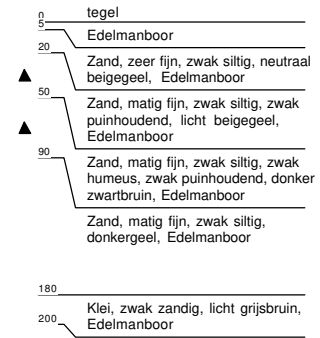 0 tegel
5
Edelmanboor
20
Zand, zeer fijn, zwak siltig, neutraal
beigegeel, Edelmanboor
50
Zand, matig fijn, zwak siltig, zwak
puinhoudend, licht beigegeel,
Edelmanboor
90
Zand, matig fijn, zwak siltig, zwak
humeus, zwak puinhoudend, donker
zwartbruin, Edelmanboor
Zand, matig fijn, zwak siltig,
donkergeel, Edelmanboor
180
Klei, zwak zandig, licht grijsbruin,
200 Edelmanboor